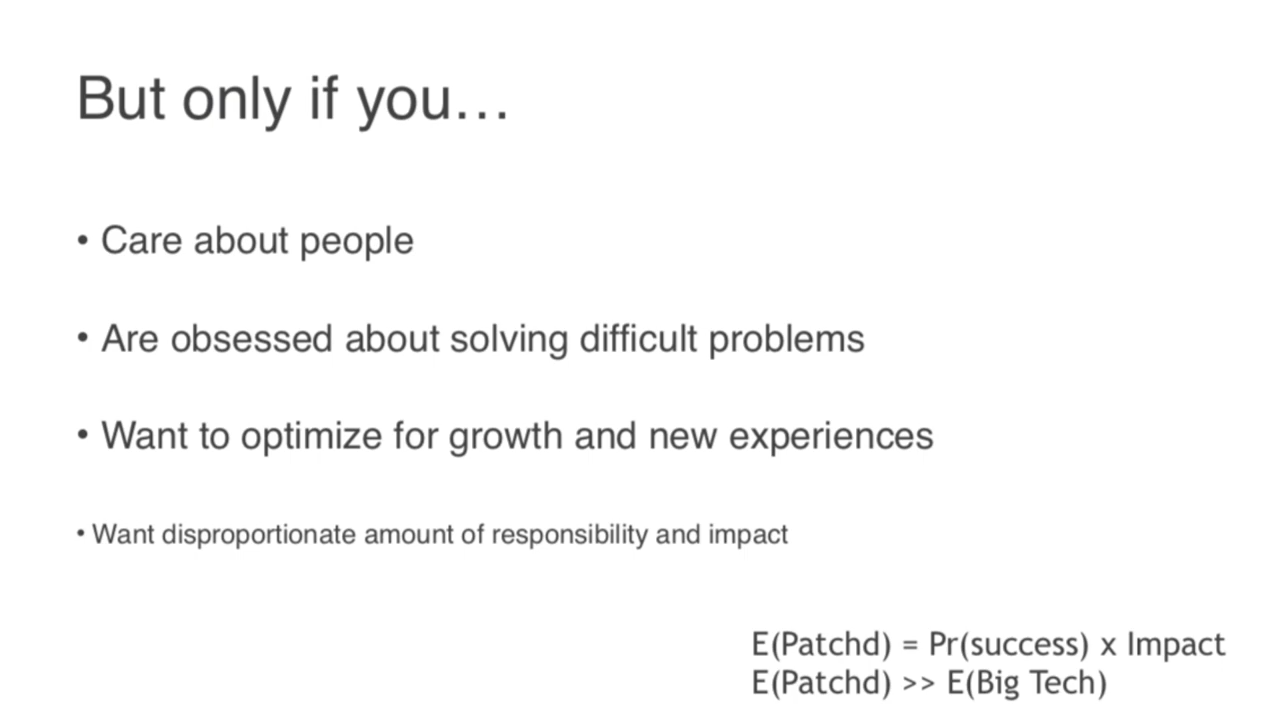 But only if you…
• Care about people
• Are obsessed about solving difficult problems
• Want to optimize for growth and new experiences
• Want disproportionate amount of responsibility and impact
E(Patchd) = Pr(success) x Impact
E(Patchd) >> E(Big Tech)